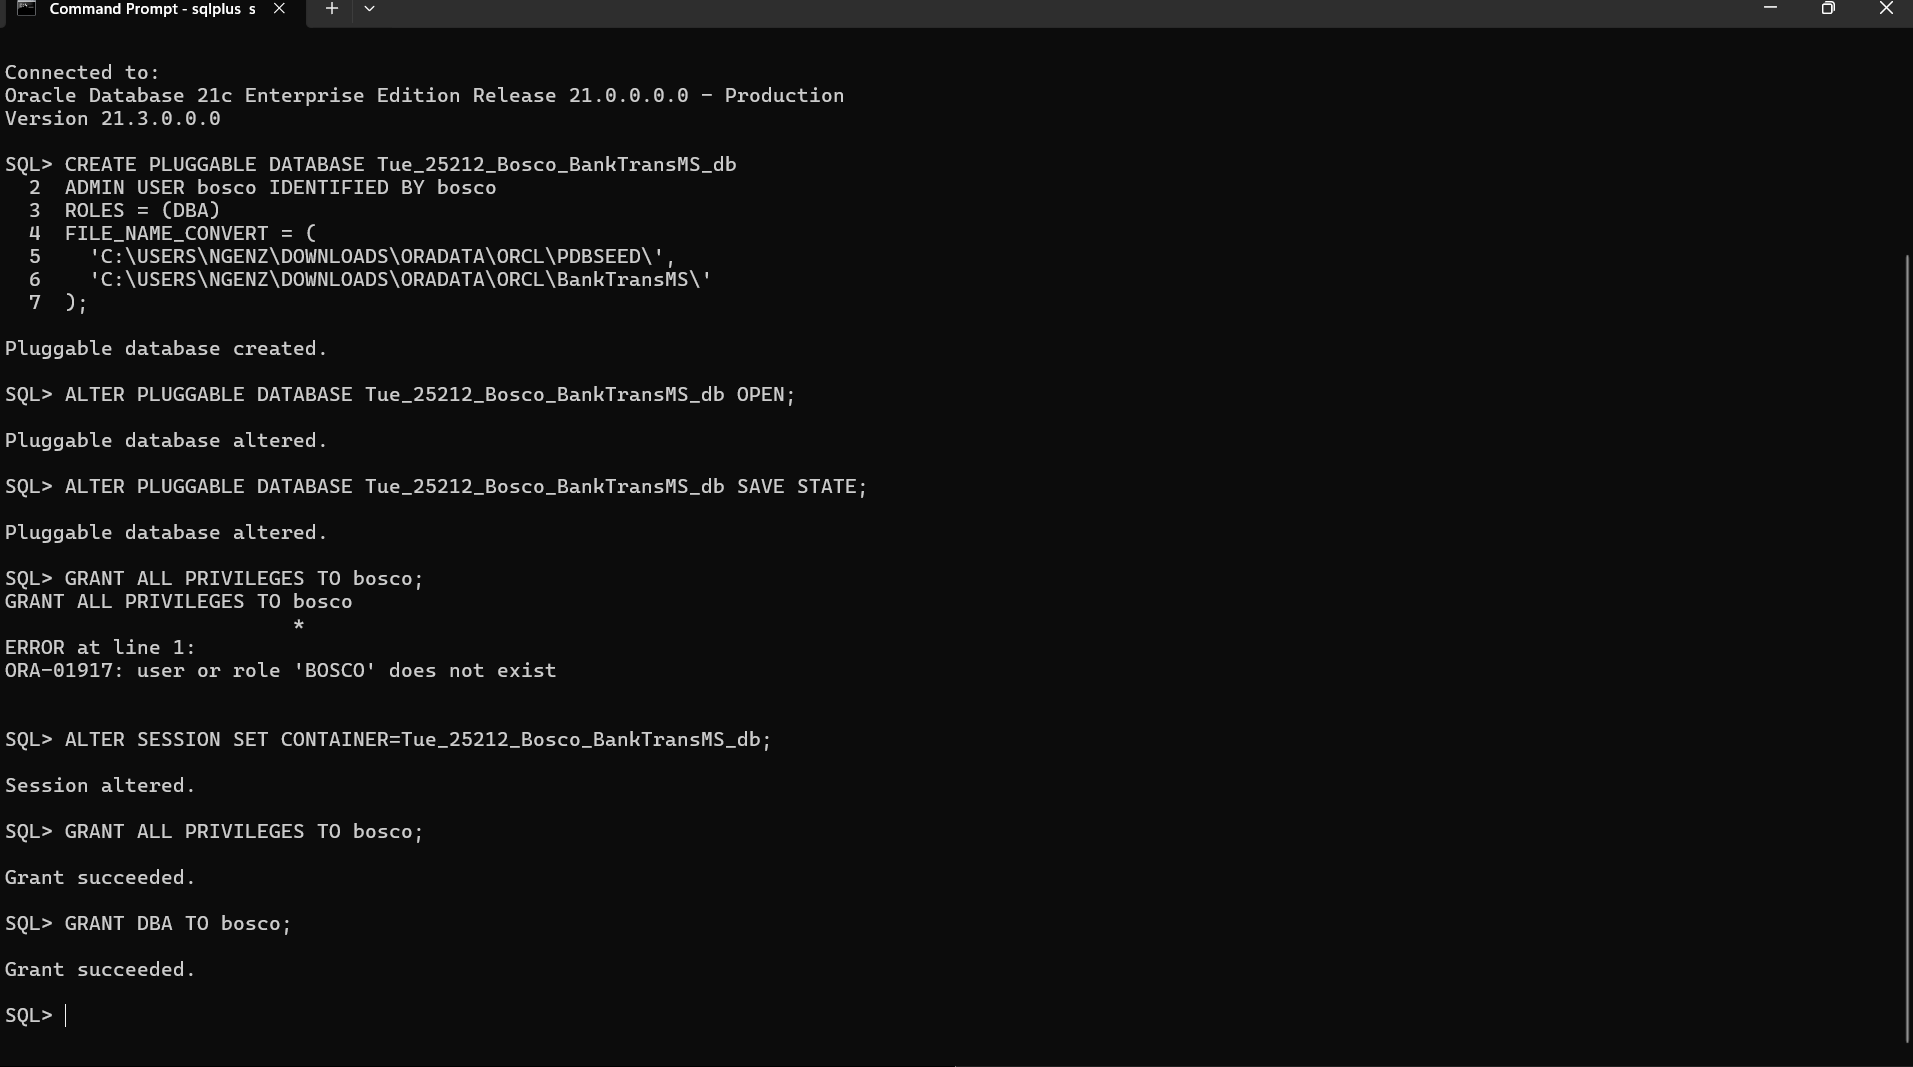 Command Prompt - sqlplus s
Connected to:
Oracle Database 21c Enterprise Edition Release 21.0.0.0.0 - Production
Version 21.3.0.0.0
SQL> CREATE PLUGGABLE DATABASE Tue_25212_Bosco_BankTransMS_db
  2  ADMIN USER bosco IDENTIFIED BY bosco
  3  ROLES = (DBA)
  4  FILE_NAME_CONVERT = (
  5    'C:\USERS\NGENZ\DOWNLOADS\ORADATA\ORCL\PDBSEED\',
  6    'C:\USERS\NGENZ\DOWNLOADS\ORADATA\ORCL\BankTransMS\'
  7  );
Pluggable database created.
SQL> ALTER PLUGGABLE DATABASE Tue_25212_Bosco_BankTransMS_db OPEN;
Pluggable database altered.
SQL> ALTER PLUGGABLE DATABASE Tue_25212_Bosco_BankTransMS_db SAVE STATE;
Pluggable database altered.
SQL> GRANT ALL PRIVILEGES TO bosco;
GRANT ALL PRIVILEGES TO bosco
                        *
ERROR at line 1:
ORA-01917: user or role 'BOSCO' does not exist
SQL> ALTER SESSION SET CONTAINER=Tue_25212_Bosco_BankTransMS_db;
Session altered.
SQL> GRANT ALL PRIVILEGES TO bosco;
Grant succeeded.
SQL> GRANT DBA TO bosco;
Grant succeeded.
SQL>